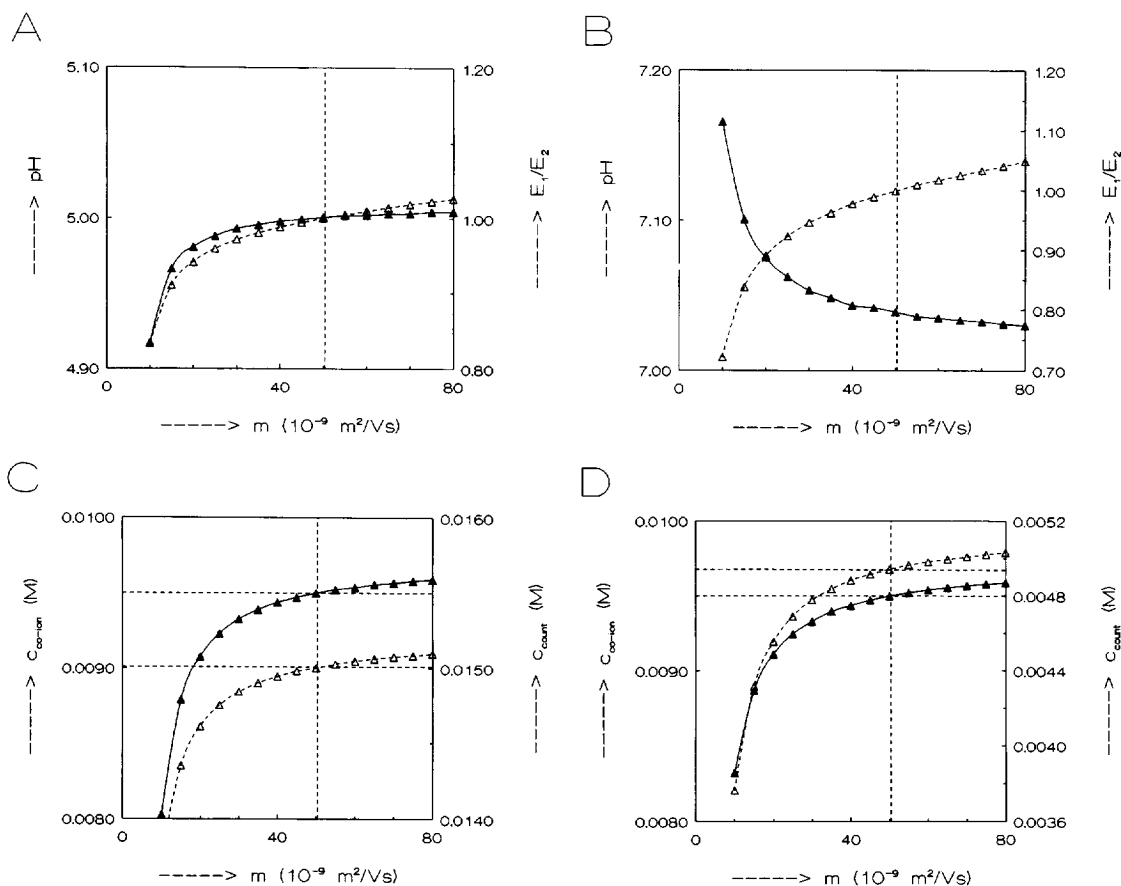 A
5.10
5.00
4.90
-----> pH
1.20
1.00
0.80
-----> E₁/E₂
0 40 80
-----> m (10⁻⁹ m²/Vs)
B
7.20
7.10
7.00
-----> pH
1.20
1.10
1.00
0.90
0.80
0.70
-----> E₁/E₂
0 40 80
-----> m (10⁻⁹ m²/Vs)
C
0.0100
0.0090
0.0080
-----> c co-ion (M)
0.0160
0.0150
0.0140
-----> c count (M)
0 40 80
-----> m (10⁻⁹ m²/Vs)
D
0.0100
0.0090
0.0080
-----> c co-ion (M)
0.0052
0.0048
0.0044
0.0040
0.0036
-----> c count (M)
0 40 80
-----> m (10⁻⁹ m²/Vs)